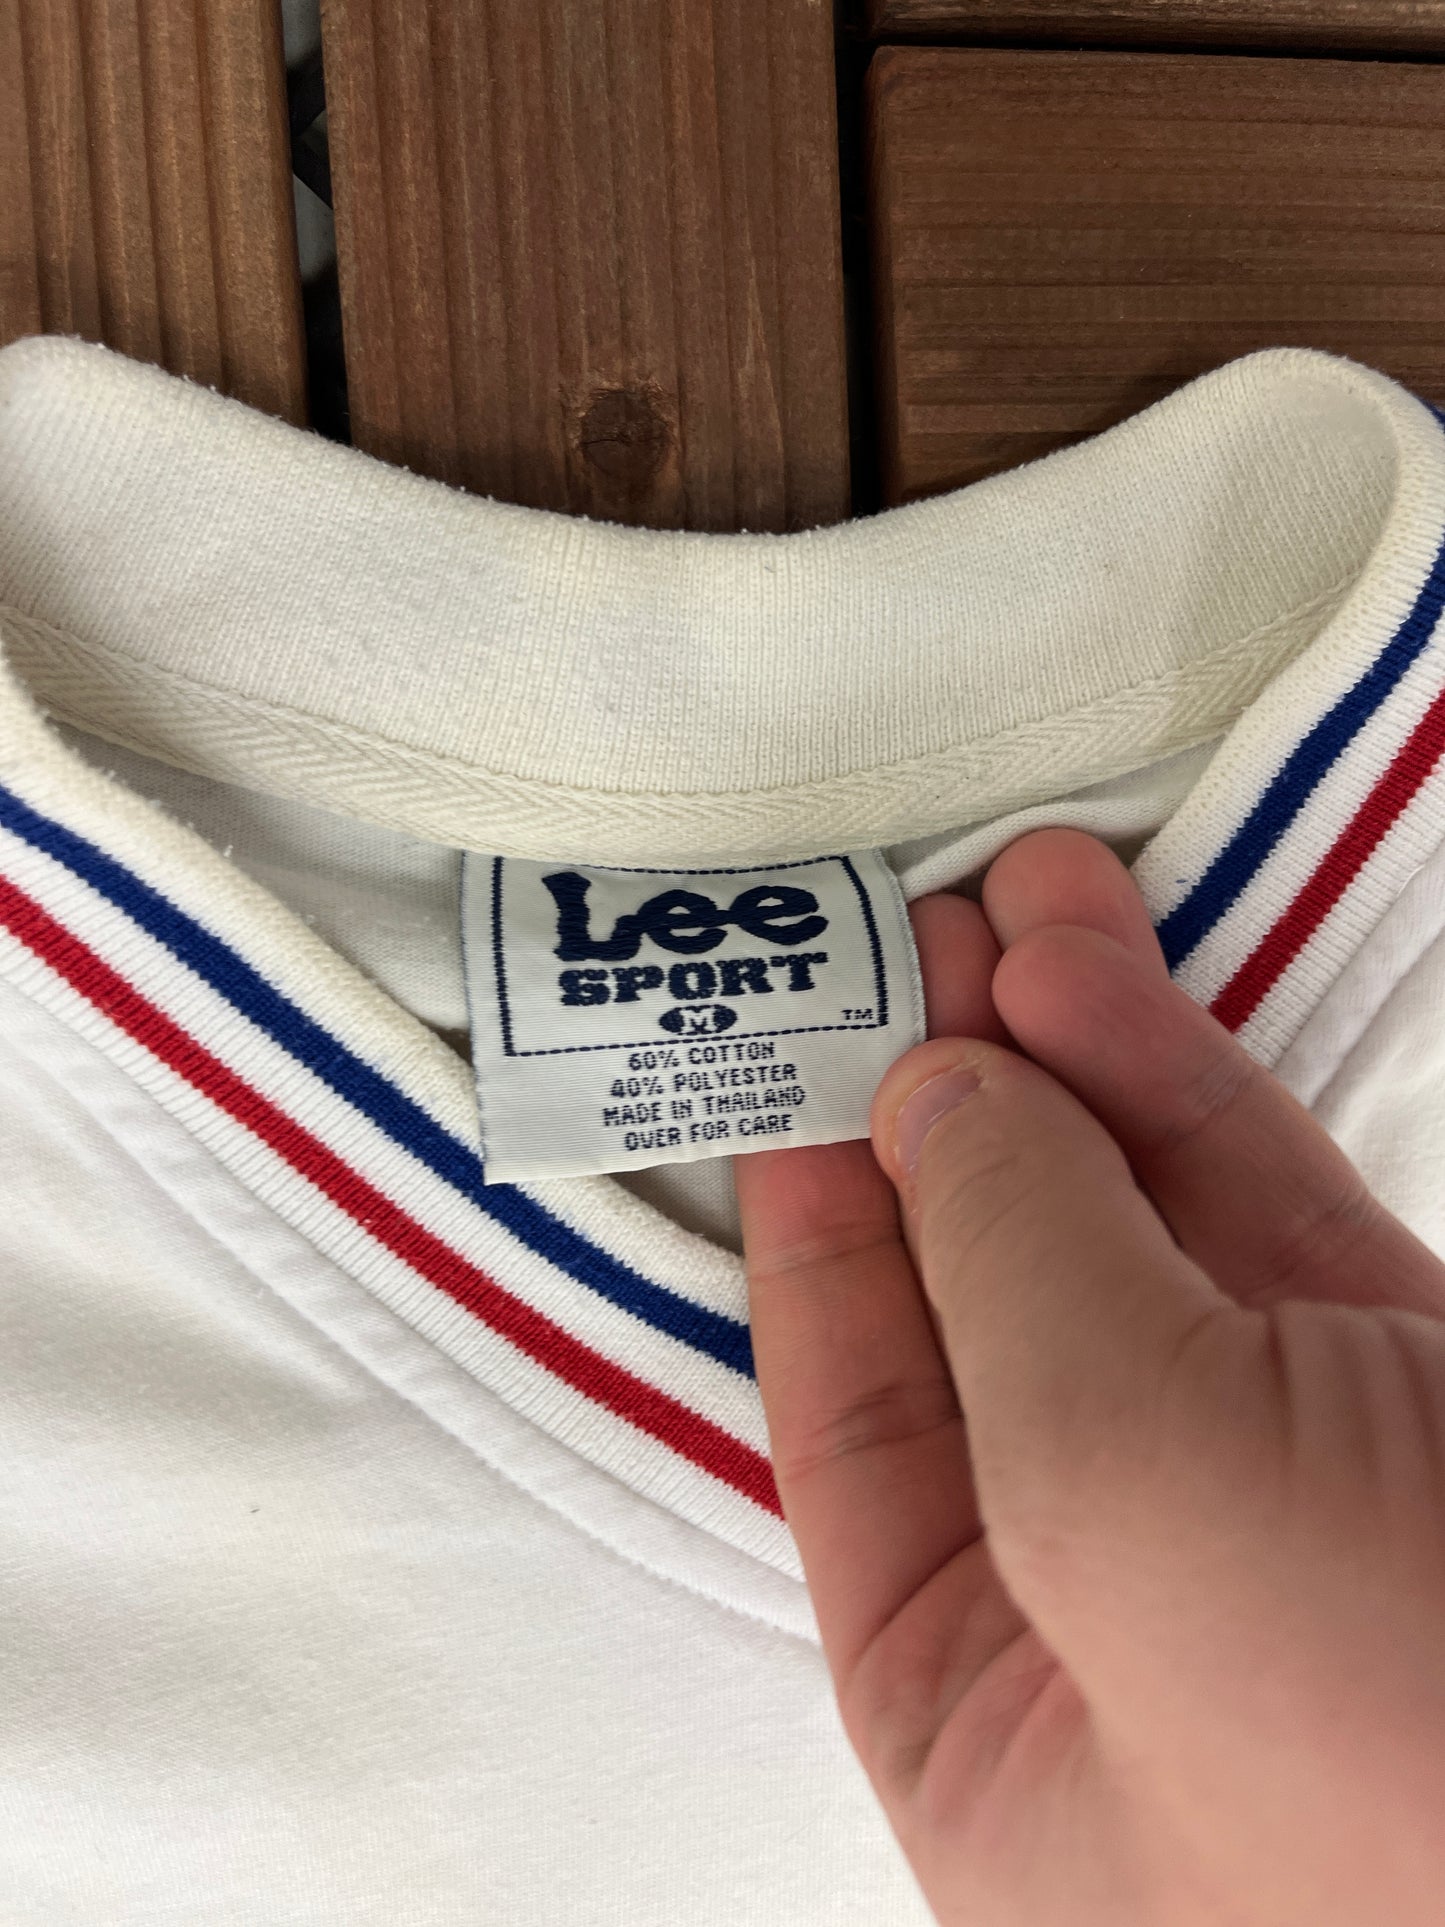 Lee
SPORT
M
TM
60% COTTON
40% POLYESTER
MADE IN THAILAND
OVER FOR CARE